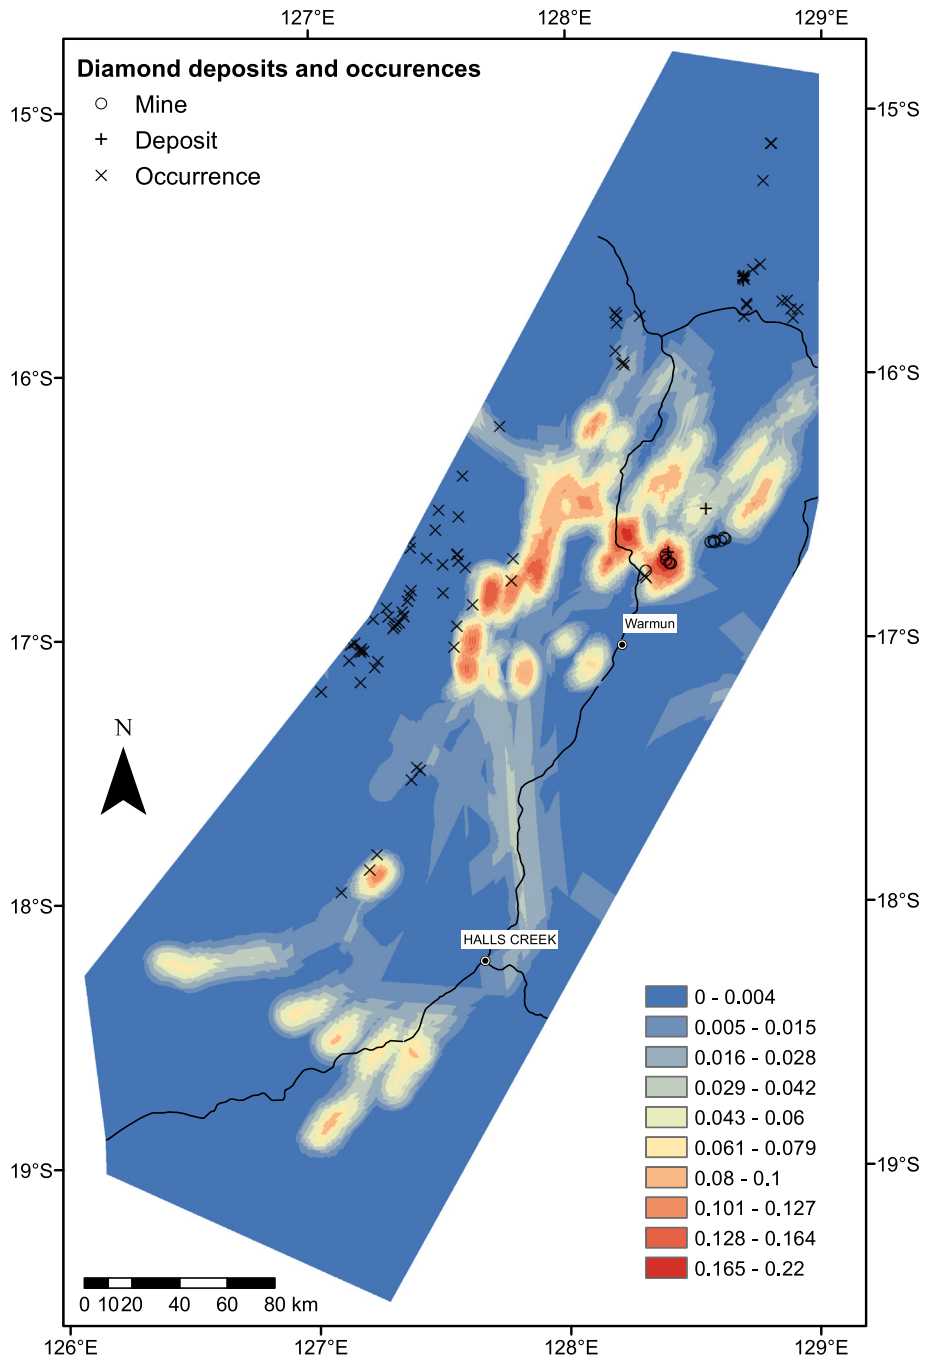 127°E 128°E 129°E
Diamond deposits and occurences
Mine
Deposit
Occurrence
15°S 15°S
16°S 16°S
17°S 17°S
Warmun
N
18°S 18°S
HALLS CREEK
0 - 0.004
0.005 - 0.015
0.016 - 0.028
0.029 - 0.042
0.043 - 0.06
0.061 - 0.079
0.08 - 0.1
0.101 - 0.127
0.128 - 0.164
0.165 - 0.22
19°S 19°S
0 10 20 40 60 80 km
126°E 127°E 128°E 129°E